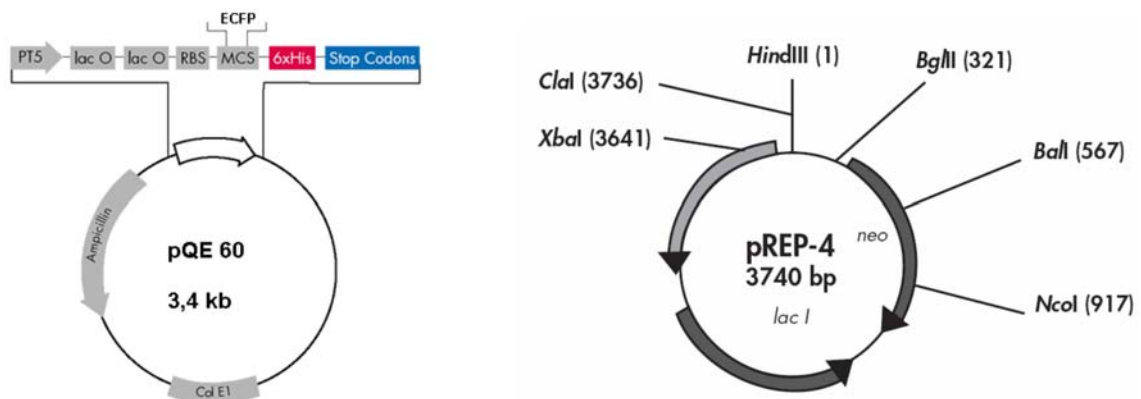 ECFP
PT5 lac O lac O RBS MCS 6xHis Stop Codons
Ampicillin
pQE 60
3,4 kb
Col E1
HindIII (1)
BglII (321)
ClaI (3736)
XbaI (3641)
BalI (567)
neo
pREP-4
3740 bp
lac I
NcoI (917)